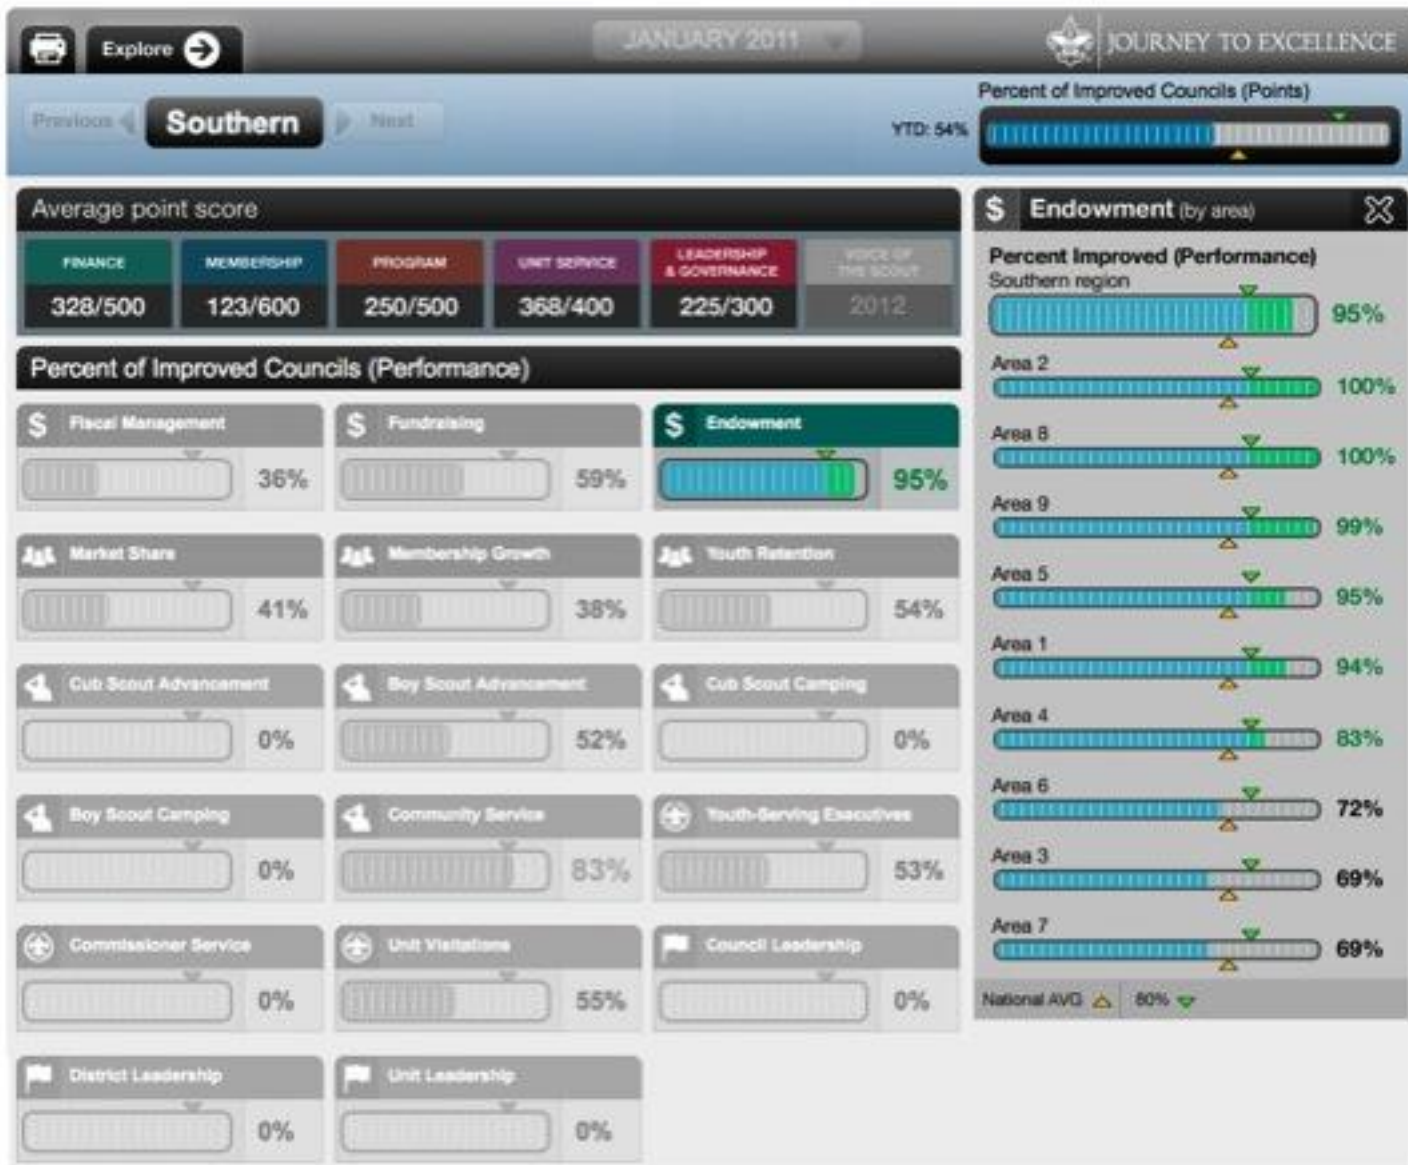 Explore
JANUARY 2011
JOURNEY TO EXCELLENCE
Previous
Southern
Next
Percent of Improved Councils (Points)
YTD: 54%
Average point score
FINANCE
328/500
MEMBERSHIP
123/600
PROGRAM
250/500
UNIT SERVICE
368/400
LEADERSHIP
& GOVERNANCE
225/300
VOICE OF
THE SCOUT
2012
Percent of Improved Councils (Performance)
$ Fiscal Management
36%
$ Fundraising
59%
$ Endowment
95%
Market Share
41%
Membership Growth
38%
Youth Retention
54%
Cub Scout Advancement
0%
Boy Scout Advancement
52%
Cub Scout Camping
0%
Boy Scout Camping
0%
Community Service
83%
Youth-Serving Executives
53%
Commissioner Service
0%
Unit Visitations
55%
Council Leadership
0%
District Leadership
0%
Unit Leadership
0%
$ Endowment (by area)
Percent Improved (Performance)
Southern region
95%
Area 2
100%
Area 8
100%
Area 9
99%
Area 5
95%
Area 1
94%
Area 4
83%
Area 6
72%
Area 3
69%
Area 7
69%
National AVG
80%